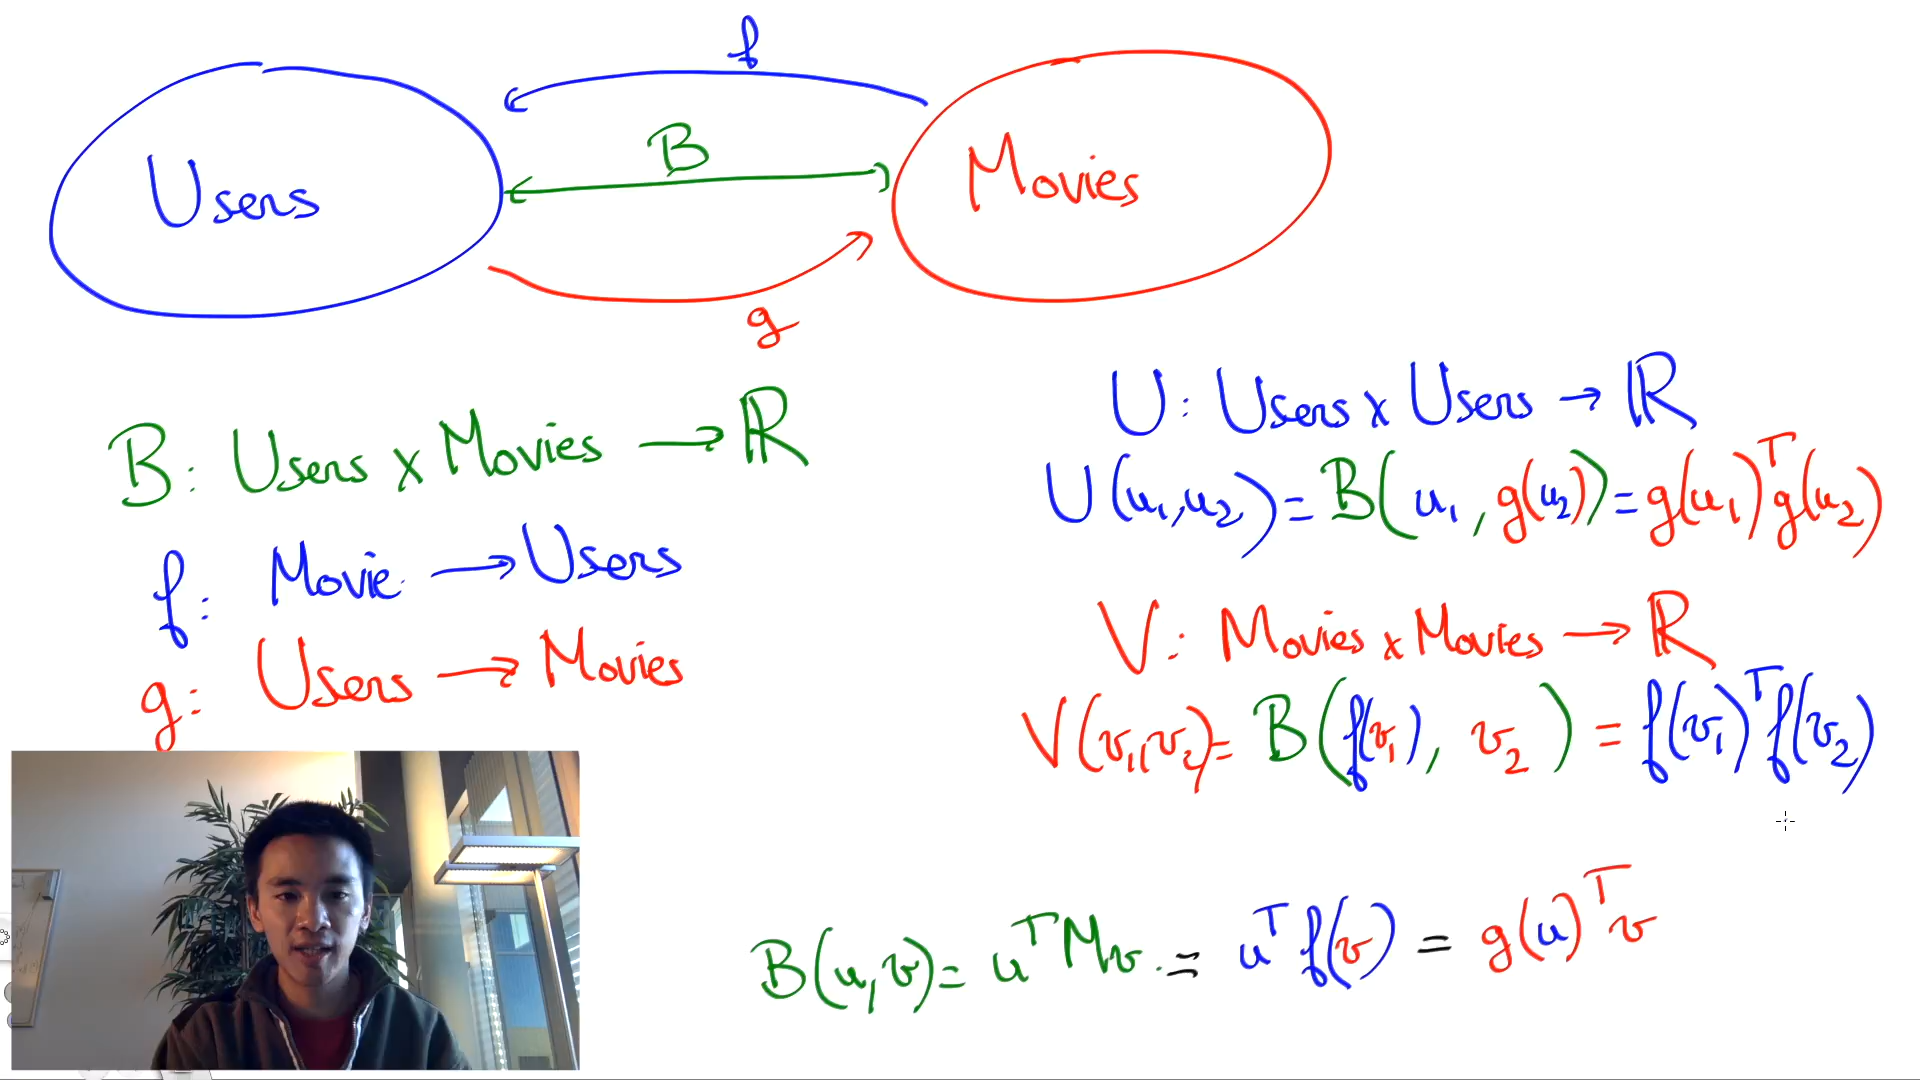 f
B
Users
Movies
g
B: Users x Movies → ℝ
f: Movie → Users
g: Users → Movies
U: Users x Users → ℝ
U(u₁,u₂) = B(u₁, g(u₂)) = g(u₁)ᵀg(u₂)
V: Movies x Movies → ℝ
V(v₁,v₂) = B(f(v₁), v₂) = f(v₁)ᵀf(v₂)
B(u,v) = uᵀMv. = uᵀf(v) = g(u)ᵀv